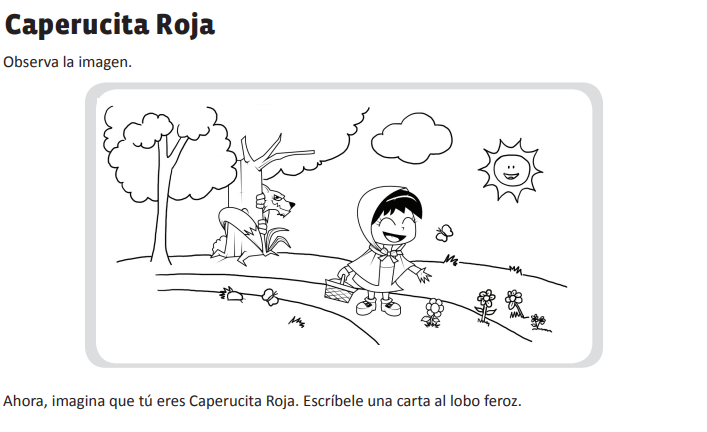 Caperucita Roja
Observa la imagen.
Ahora, imagina que tú eres Caperucita Roja. Escríbele una carta al lobo feroz.